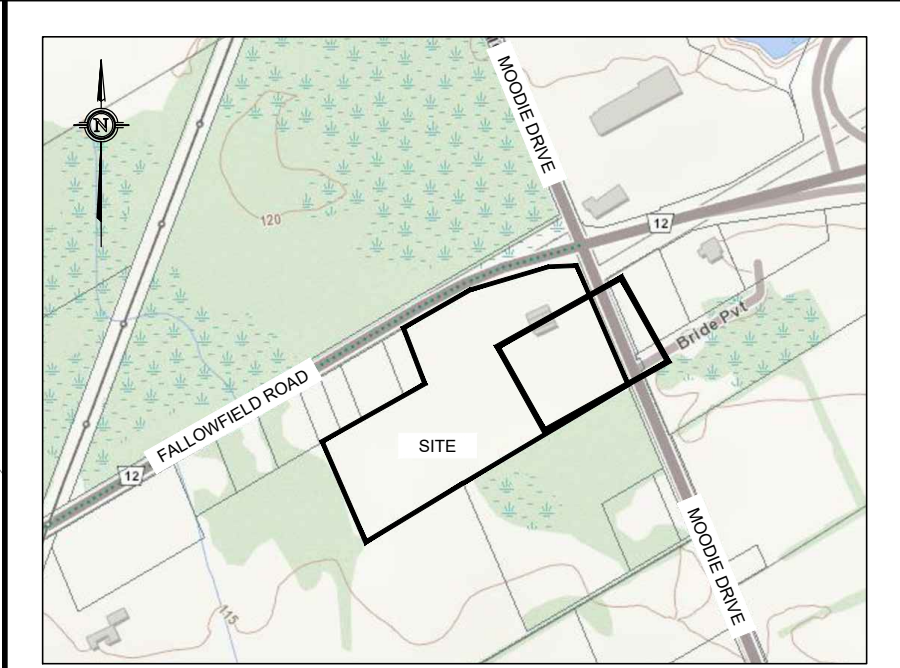 MOODIE DRIVE
N
120
12
Bride Pvt
FALLOWFIELD ROAD
SITE
12
MOODIE DRIVE
115